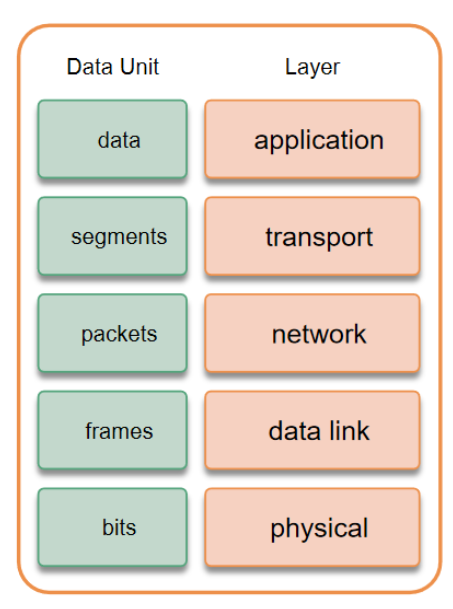 Data Unit Layer
data application
segments transport
packets network
frames data link
bits physical